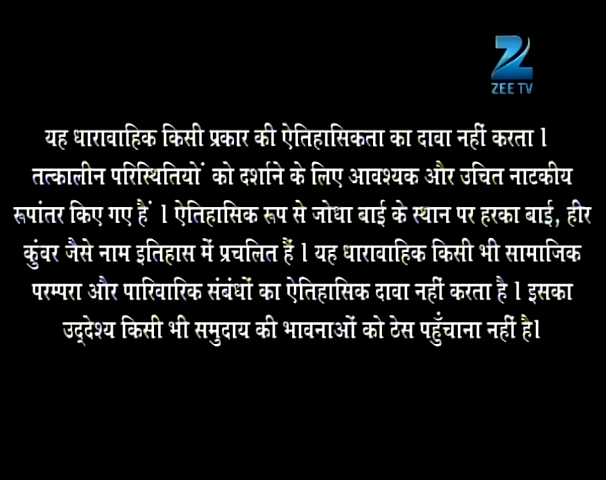 ZEE TV
यह धारावाहिक किसी प्रकार की ऐतिहासिकता का दावा नहीं करता l
तत्कालीन परिस्थितियों को दर्शाने के लिए आवश्यक और उचित नाटकीय
रूपांतर किए गए हैं l ऐतिहासिक रूप से जोधा बाई के स्थान पर हरका बाई, हीर
कुंवर जैसे नाम इतिहास में प्रचलित हैं l यह धारावाहिक किसी भी सामाजिक
परम्परा और पारिवारिक संबंधों का ऐतिहासिक दावा नहीं करता है l इसका
उद्देश्य किसी भी समुदाय की भावनाओं को ठेस पहुँचाना नहीं है।